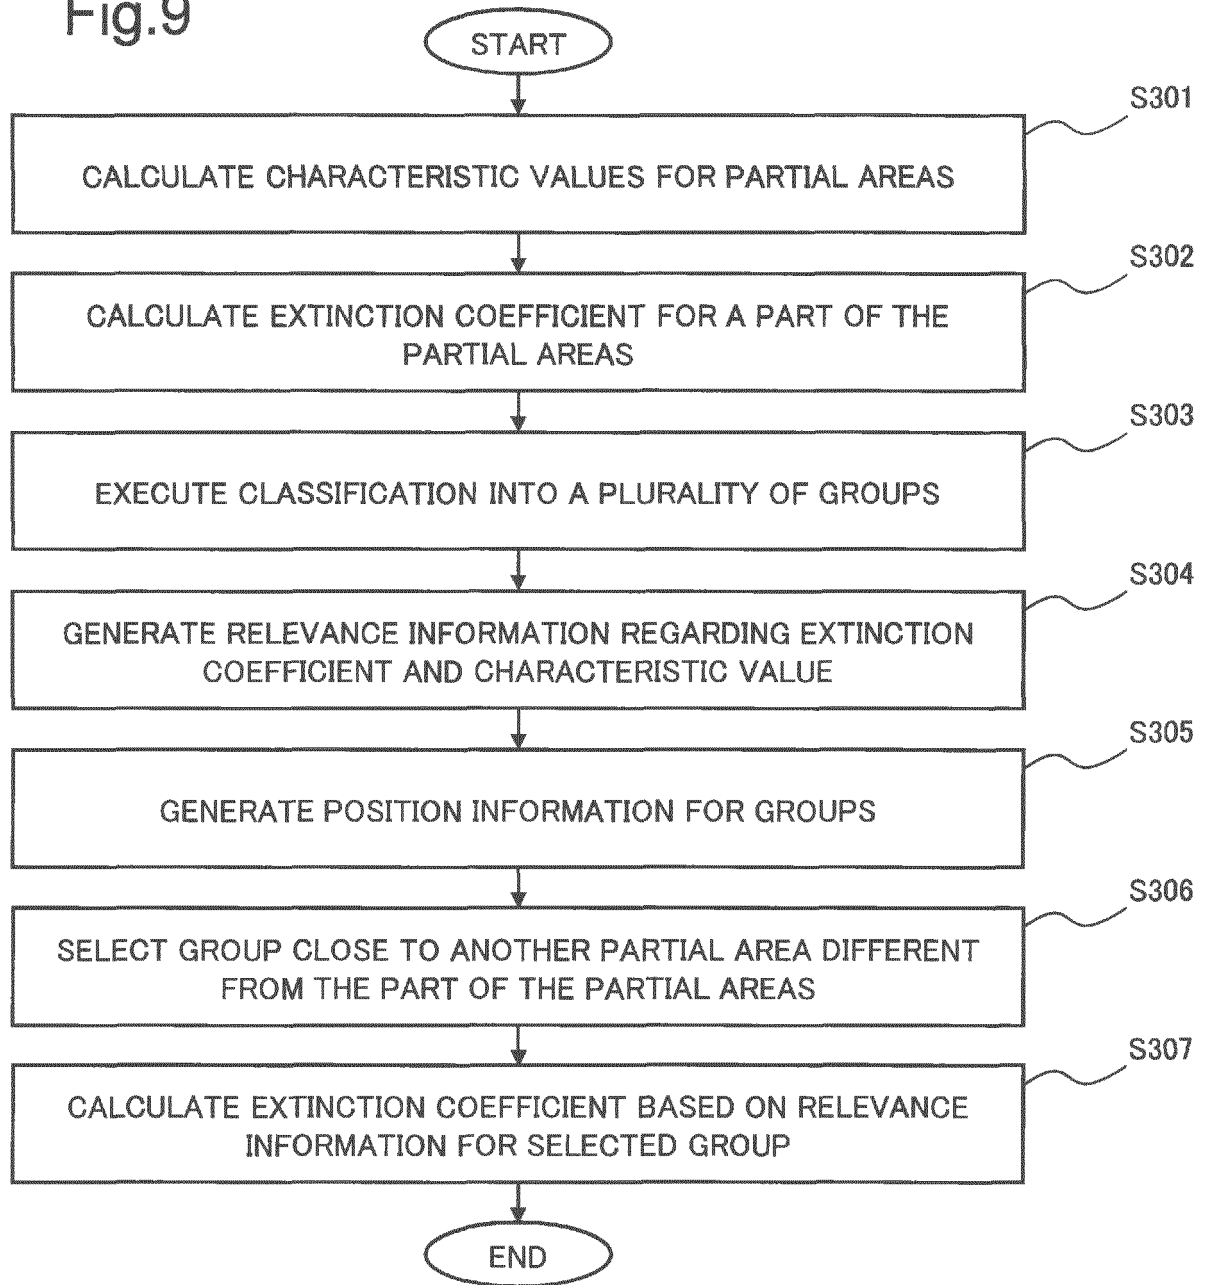 Fig.9
START
S301
CALCULATE CHARACTERISTIC VALUES FOR PARTIAL AREAS
S302
CALCULATE EXTINCTION COEFFICIENT FOR A PART OF THE
PARTIAL AREAS
S303
EXECUTE CLASSIFICATION INTO A PLURALITY OF GROUPS
S304
GENERATE RELEVANCE INFORMATION REGARDING EXTINCTION
COEFFICIENT AND CHARACTERISTIC VALUE
S305
GENERATE POSITION INFORMATION FOR GROUPS
S306
SELECT GROUP CLOSE TO ANOTHER PARTIAL AREA DIFFERENT
FROM THE PART OF THE PARTIAL AREAS
S307
CALCULATE EXTINCTION COEFFICIENT BASED ON RELEVANCE
INFORMATION FOR SELECTED GROUP
END